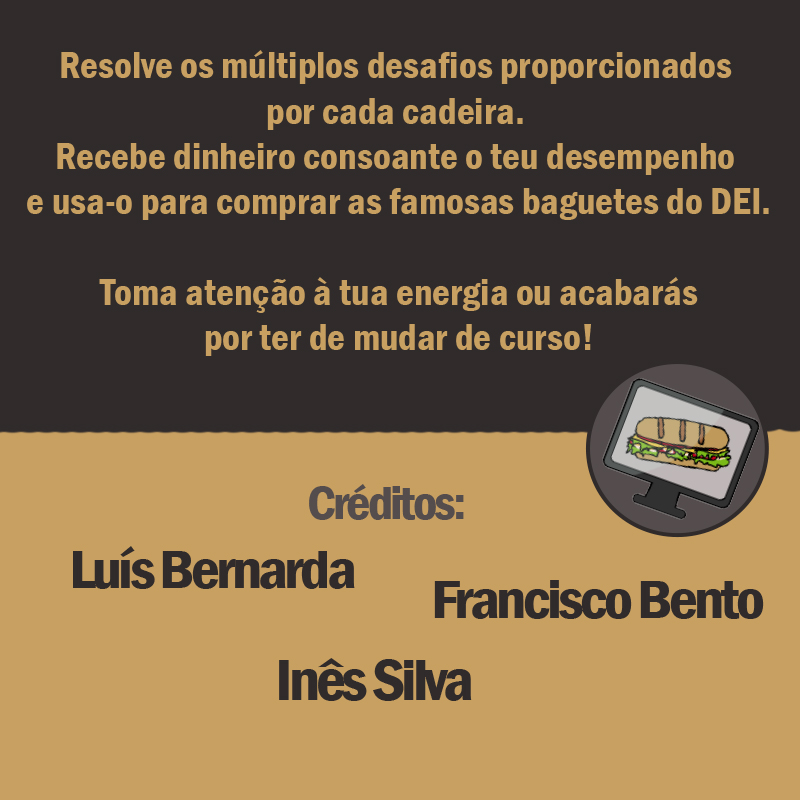 Resolve os múltiplos desafios proporcionados
por cada cadeira.
Recebe dinheiro consoante o teu desempenho
e usa-o para comprar as famosas baguetes do DEI.
Toma atenção à tua energia ou acabarás
por ter de mudar de curso!
Créditos:
Luís Bernarda
Francisco Bento
Inês Silva